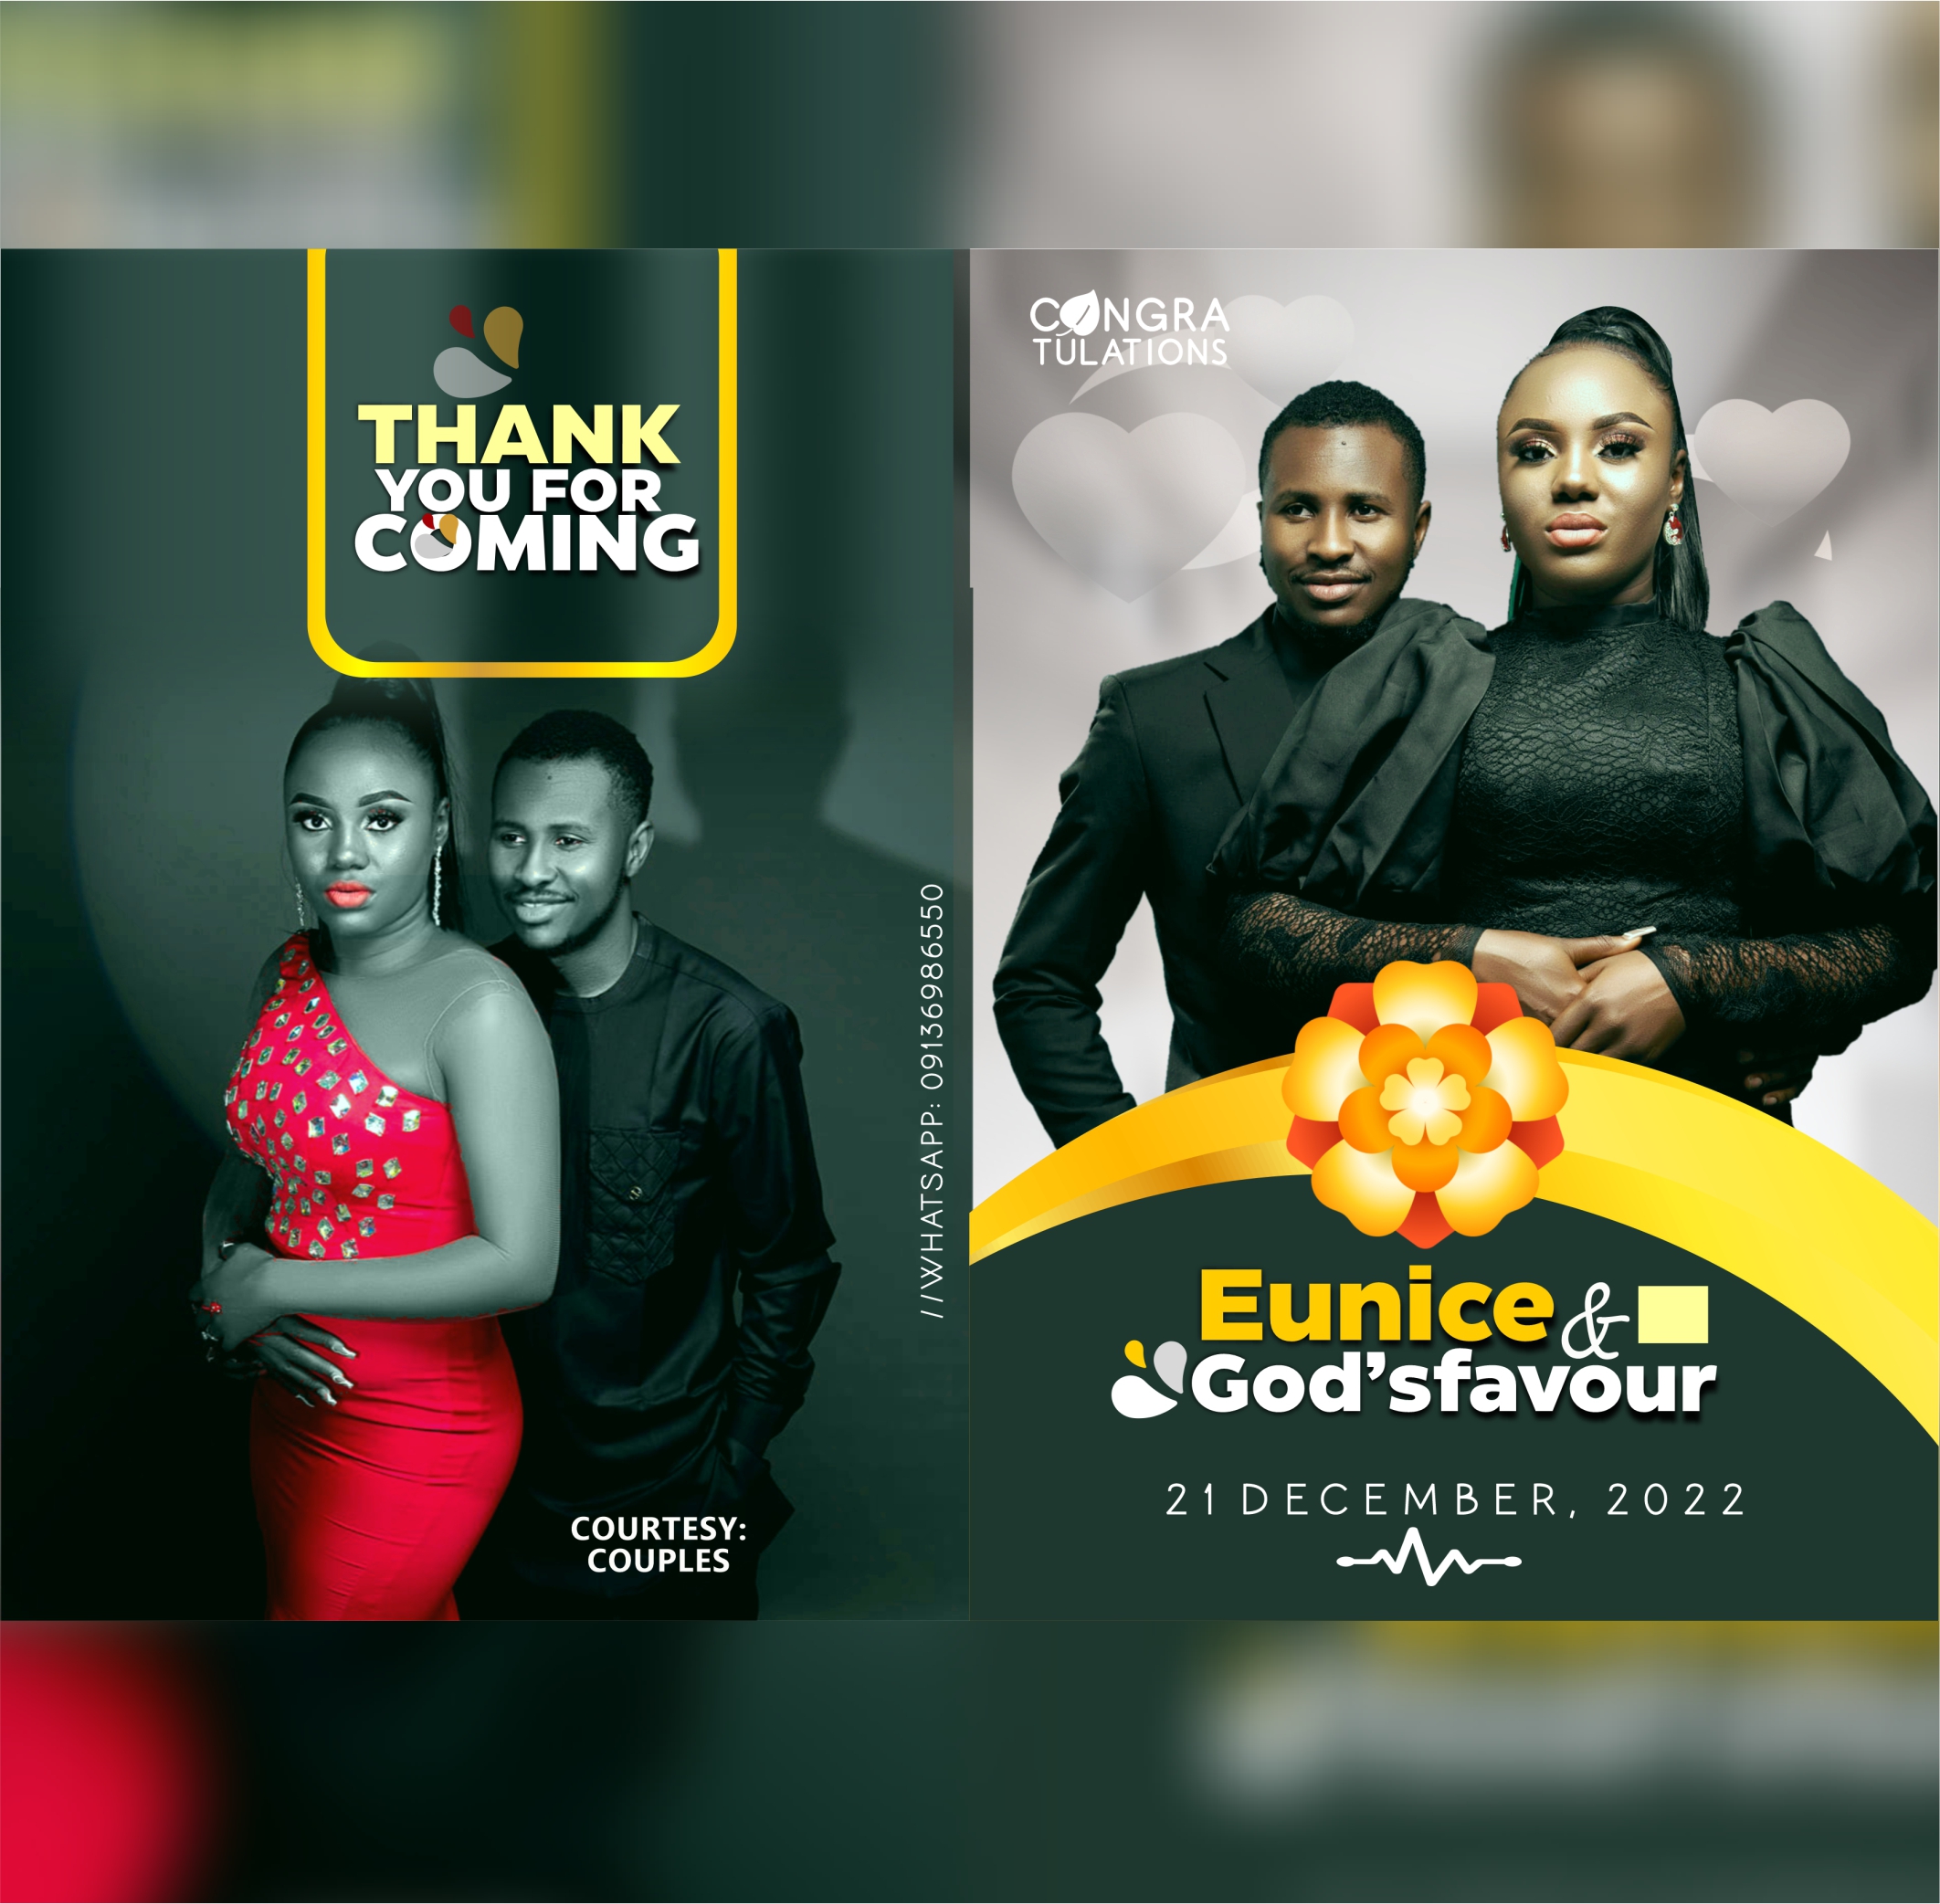 THANK
YOU FOR
COMING
//WHATSAPP: 09136986550
COURTESY:
COUPLES
CONGRA
TULATIONS
Eunice &
God'sfavour
21 DECEMBER, 2022